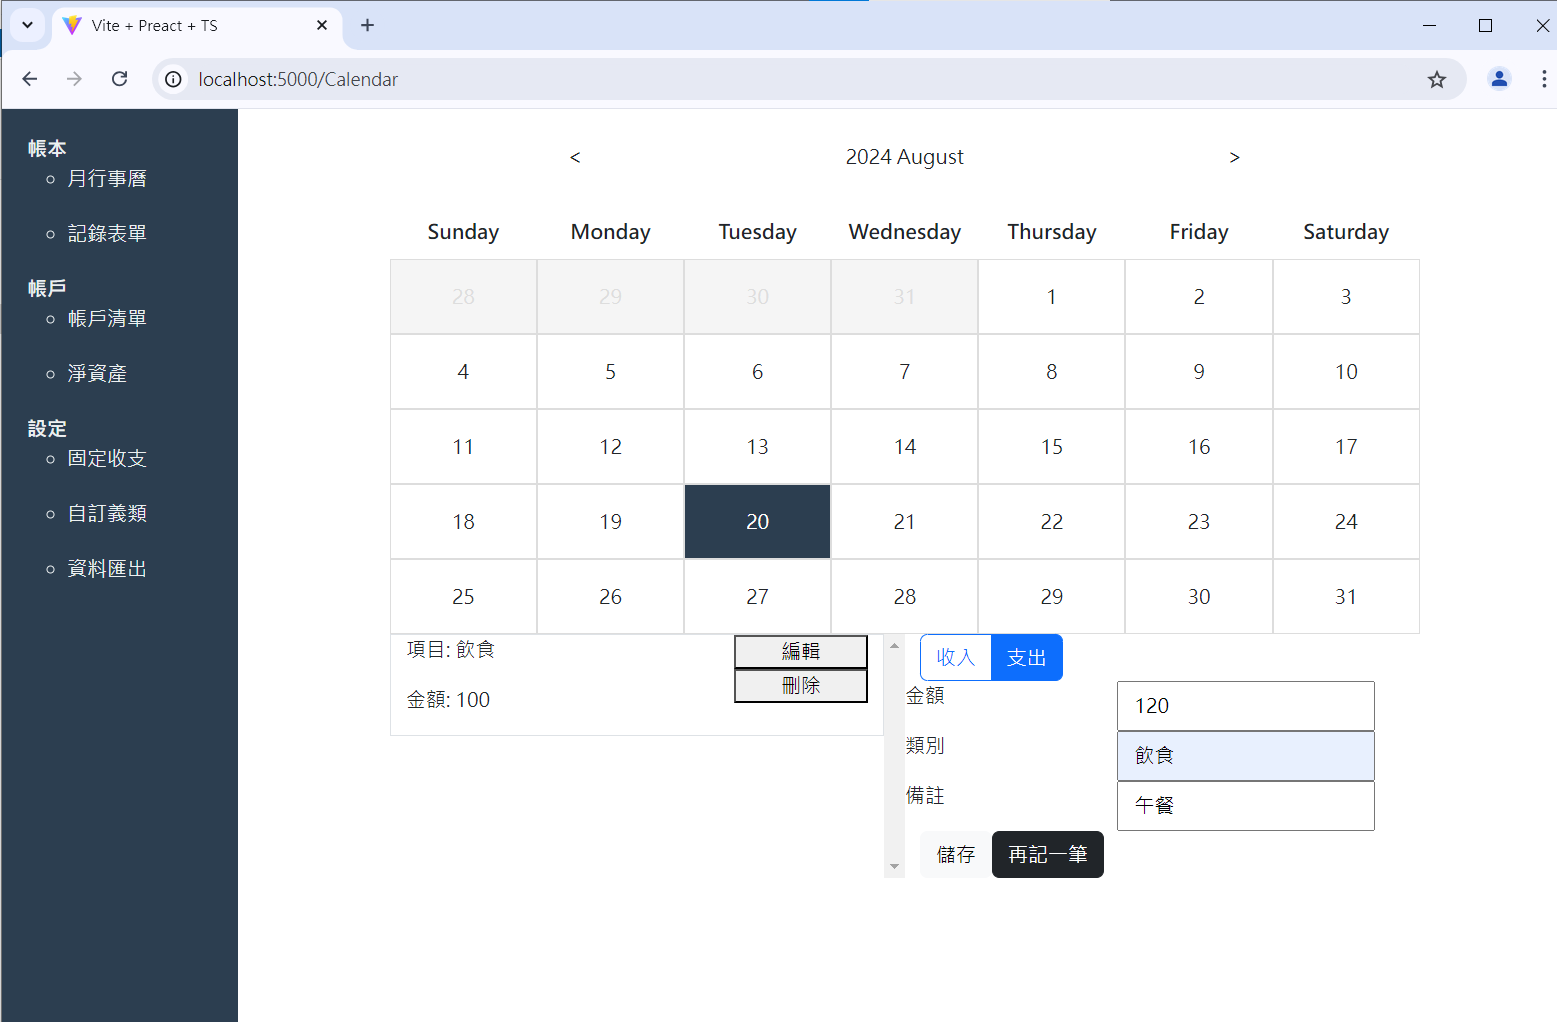 Vite + Preact + TS
localhost:5000/Calendar
帳本
月行事曆
記錄表單
帳戶
帳戶清單
淨資產
設定
固定收支
自訂義類
資料匯出
< 2024 August >
Sunday Monday Tuesday Wednesday Thursday Friday Saturday
28 29 30 31 1 2 3
4 5 6 7 8 9 10
11 12 13 14 15 16 17
18 19 20 21 22 23 24
25 26 27 28 29 30 31
項目: 飲食
金額: 100
編輯
刪除
收入 支出
金額 120
類別 飲食
備註 午餐
儲存 再記一筆